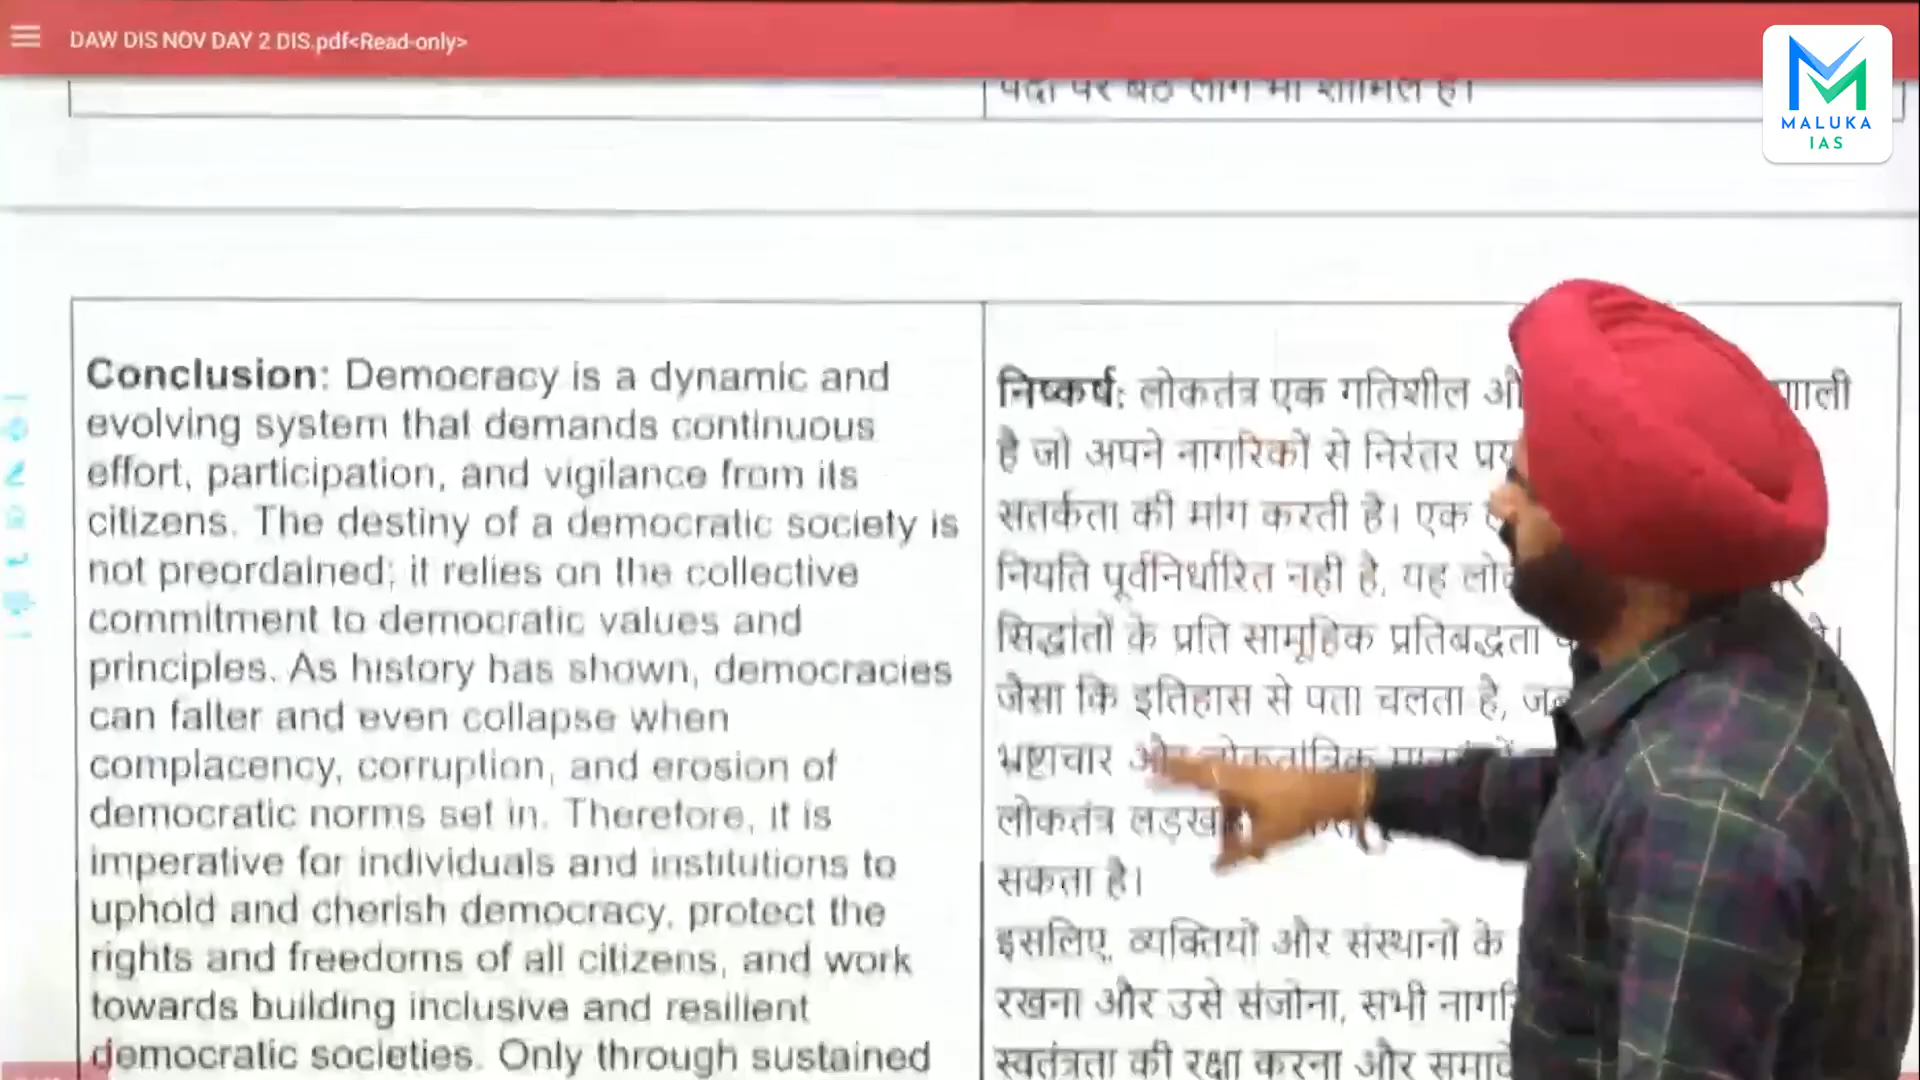 DAW DIS NOV DAY 2 DIS.pdf<Read-only>
MALUKA
IAS
पदों पर बैठे लोग भी शामिल हैं।
Conclusion: Democracy is a dynamic and
evolving system that demands continuous
effort, participation, and vigilance from its
citizens. The destiny of a democratic society is
not preordained; it relies on the collective
commitment to democratic values and
principles. As history has shown, democracies
can falter and even collapse when
complacency, corruption, and erosion of
democratic norms set in. Therefore, it is
imperative for individuals and institutions to
uphold and cherish democracy, protect the
rights and freedoms of all citizens, and work
towards building inclusive and resilient
democratic societies. Only through sustained
निष्कर्ष: लोकतंत्र एक गतिशील
है जो अपने नागरिकों से निरंतर
सतर्कता की मांग करती है। एक
नियति पूर्वनिर्धारित नही है, यह
सिद्धांतों के प्रति सामूहिक प्रतिबद्धता
जैसा कि इतिहास से पता चलता है,
भ्रष्टाचार और लोकतांत्रिक
लोकतंत्र
सकता है।
इसलिए, व्यक्तियों और संस्थानों के
रखना और उसे संजोना, सभी
स्वतंत्रता की रक्षा करना और